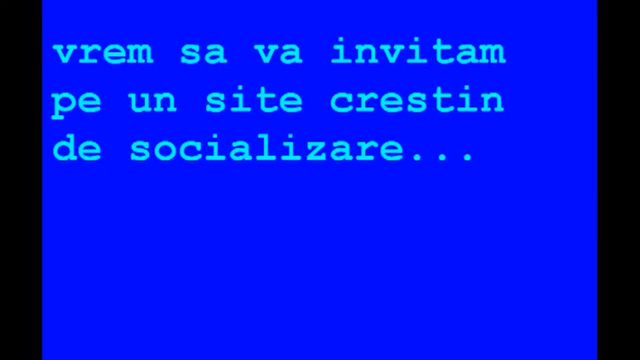 vrem sa va invitam
pe un site crestin
de socializare...